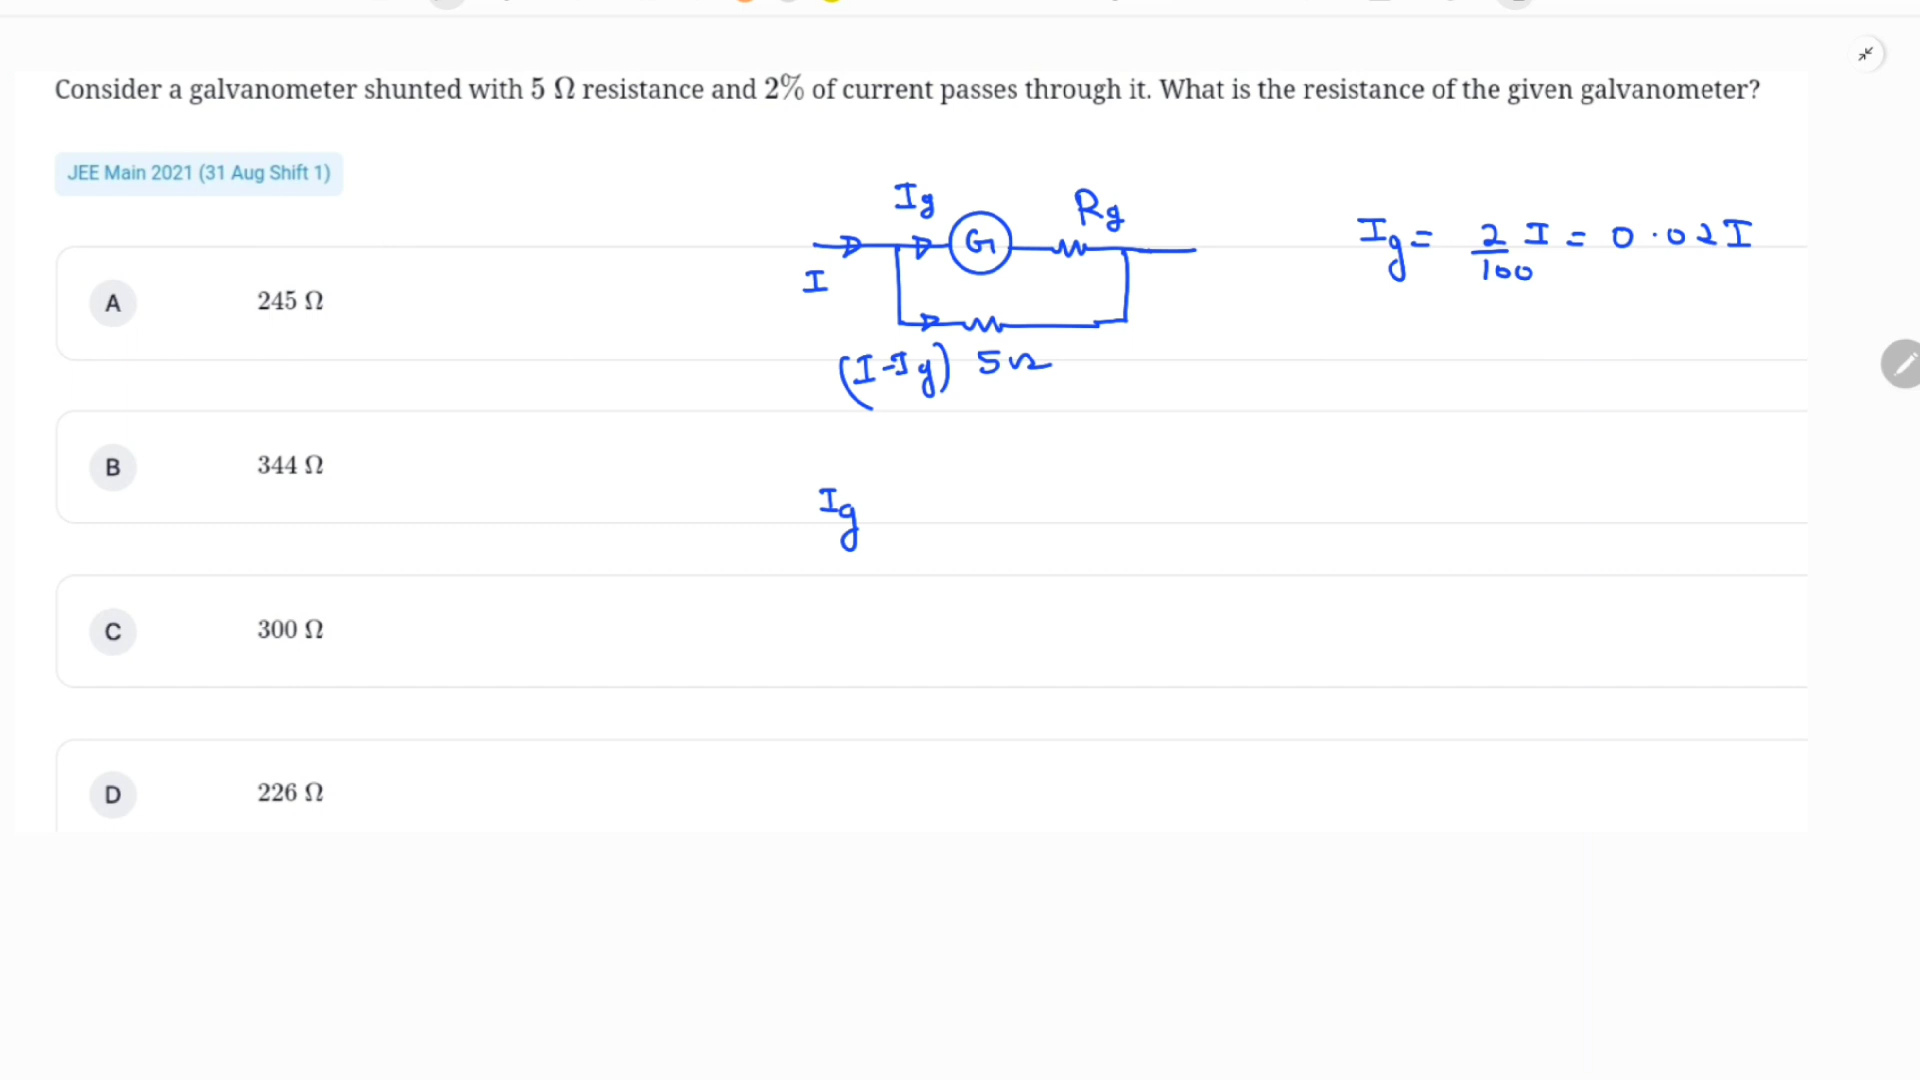 Consider a galvanometer shunted with 5 Ω resistance and 2% of current passes through it. What is the resistance of the given galvanometer?
JEE Main 2021 (31 Aug Shift 1)
Ig
Rg
G
I
Ig = 2/100 I = 0.02I
(I-Ig) 5Ω
A 245 Ω
B 344 Ω
Ig
C 300 Ω
D 226 Ω